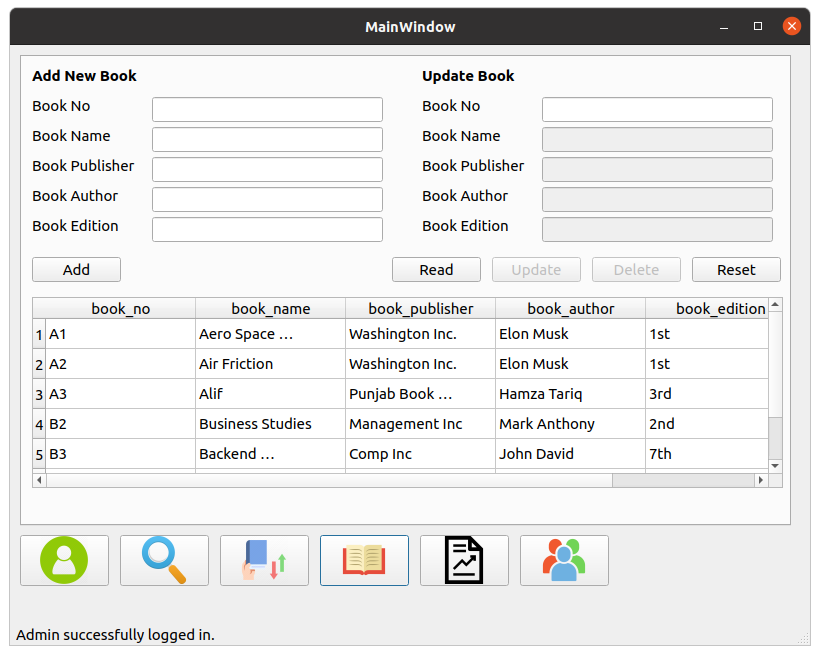 MainWindow
Add New Book
Update Book
Book No
Book No
Book Name
Book Name
Book Publisher
Book Publisher
Book Author
Book Author
Book Edition
Book Edition
Add
Read
Update
Delete
Reset
book_no book_name book_publisher book_author book_edition
1 A1 Aero Space … Washington Inc. Elon Musk 1st
2 A2 Air Friction Washington Inc. Elon Musk 1st
3 A3 Alif Punjab Book … Hamza Tariq 3rd
4 B2 Business Studies Management Inc Mark Anthony 2nd
5 B3 Backend … Comp Inc John David 7th
Admin successfully logged in.